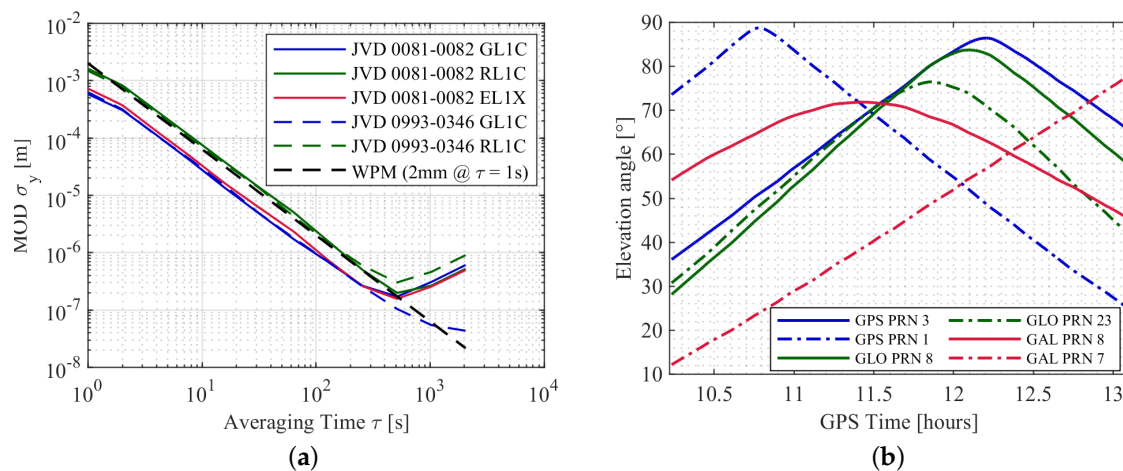 10^-2
10^-3
10^-4
10^-5
10^-6
10^-7
10^-8
MOD σ_y [m]
JVD 0081-0082 GL1C
JVD 0081-0082 RL1C
JVD 0081-0082 EL1X
JVD 0993-0346 GL1C
JVD 0993-0346 RL1C
WPM (2mm @ τ = 1s)
10^0 10^1 10^2 10^3 10^4
Averaging Time τ [s]
(a)
90
80
70
60
50
40
30
20
10
Elevation angle [°]
GPS PRN 3
GPS PRN 1
GLO PRN 8
GLO PRN 23
GAL PRN 8
GAL PRN 7
10.5 11 11.5 12 12.5 13
GPS Time [hours]
(b)